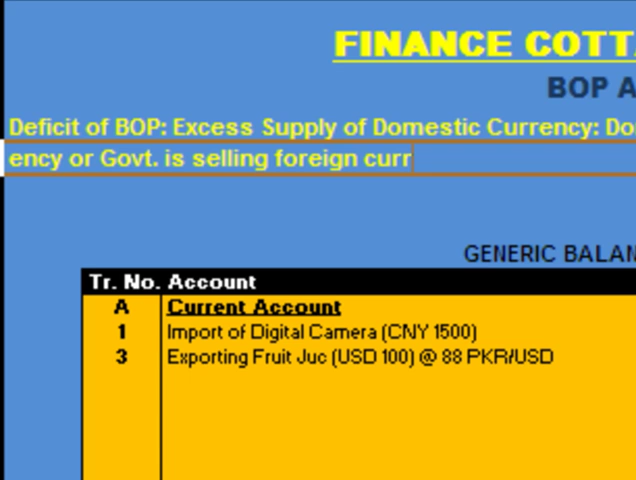 FINANCE COTT
BOP A
Deficit of BOP: Excess Supply of Domestic Currency: Do
ency or Govt. is selling foreign curr
GENERIC BALAN
Tr. No. Account
A Current Account
1 Import of Digital Camera (CNY 1500)
3 Exporting Fruit Juc (USD 100) @ 88 PKR/USD